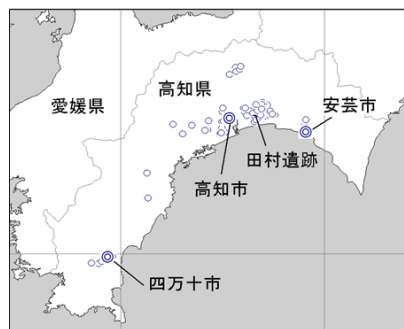 高知県
愛媛県
安芸市
田村遺跡
高知市
四万十市